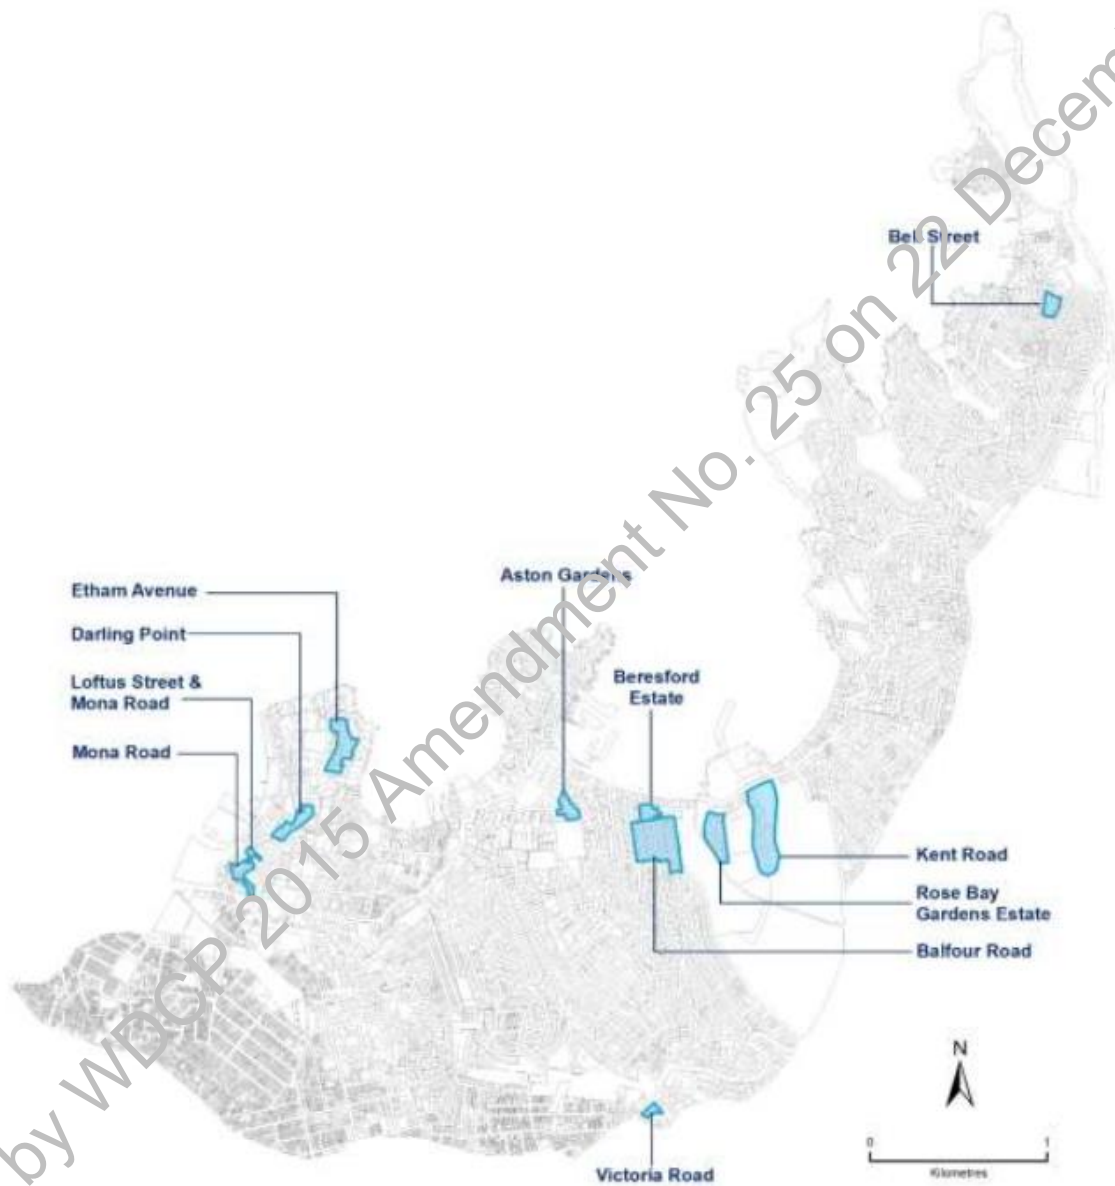 by WDCP 2015 Amendment No. 25 on 22 Decem
Bell Street
Etham Avenue
Darling Point
Loftus Street &
Mona Road
Mona Road
Aston Gardens
Beresford
Estate
Kent Road
Rose Bay
Gardens Estate
Balfour Road
Victoria Road
N
0
1
Kilometres